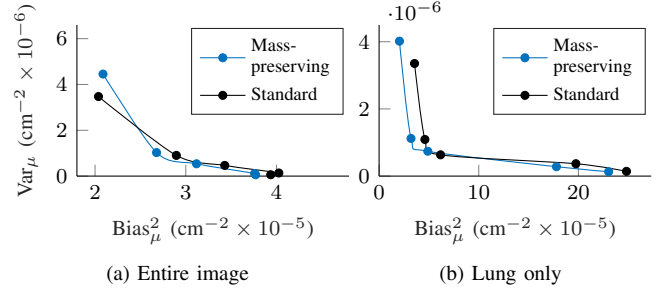 ·10⁻⁶
6
4
2
0
Var_μ (cm⁻² × 10⁻⁶)
Mass-
preserving
Standard
2 3 4
Bias²_μ (cm⁻² × 10⁻⁵)
(a) Entire image
4
2
0
Mass-
preserving
Standard
0 10 20
Bias²_μ (cm⁻² × 10⁻⁵)
(b) Lung only